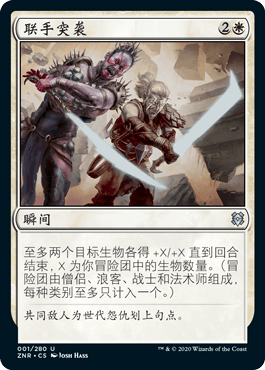 联手突袭 2
瞬间
至多两个目标生物各得 +X/+X 直到回合
结束，X 为你冒险团中的生物数量。（冒
险团由僧侣、浪客、战士和法术师组成，
每种类别至多只计入一个。）
共同敌人为世代怨仇划上句点。
001/280 U
ZNR • CS Josh Hass
™ & © 2020 Wizards of the Coast